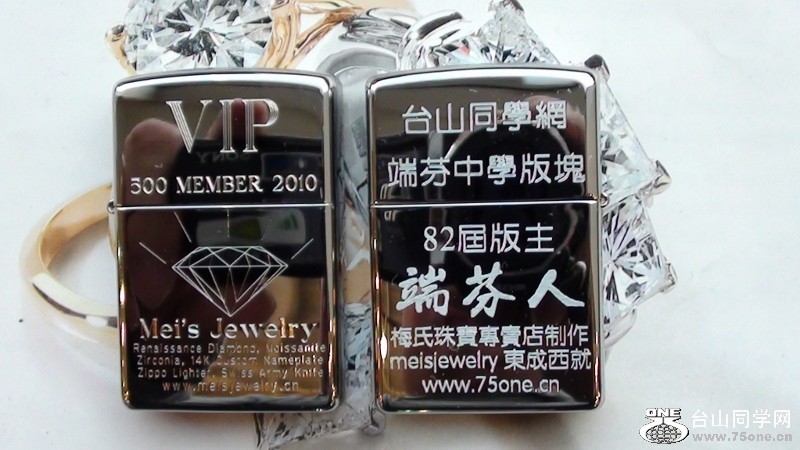 VIP
500 MEMBER 2010
Mei's Jewelry
Renaissance Diamond, Moissanite
Zirconia, 14K Custom Nameplate
Zippo Lighter, Swiss Army Knife
www.meisjewelry.cn
台山同學網
端芬中學版塊
82屆版主
端芬人
梅氏珠寶專賣店制作
meisjewelry 東成西就
www.75one.cn
ONE
台山同学网
www.75one.cn